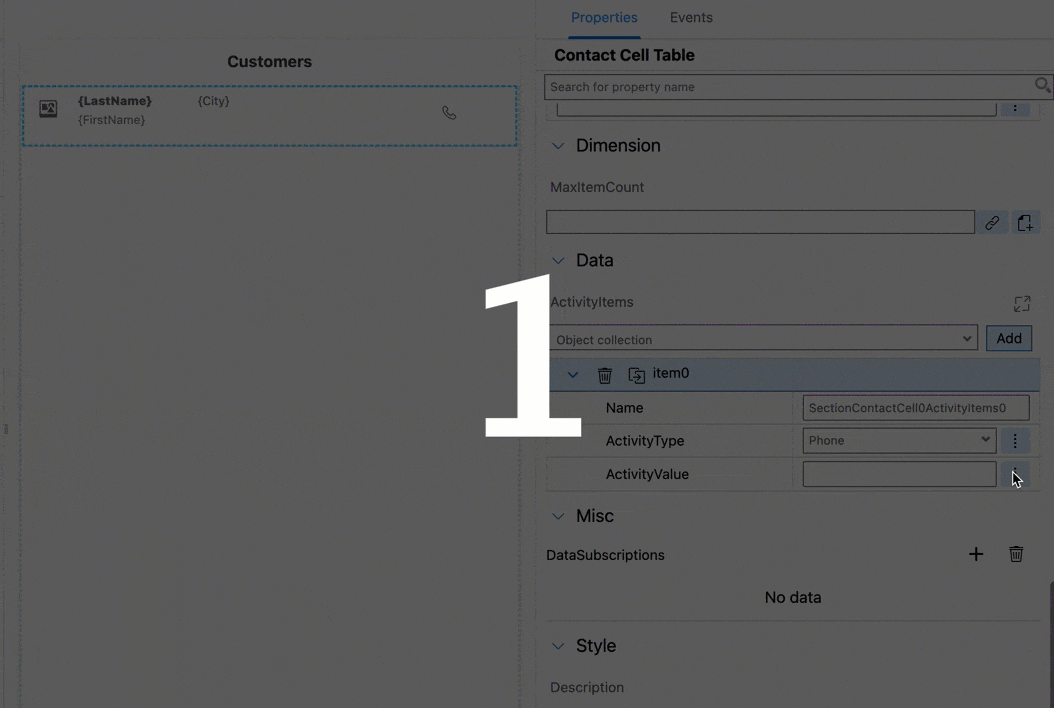 Properties Events
Customers
Contact Cell Table
{LastName} {City}
{FirstName}
Search for property name
Dimension
MaxItemCount
Data
ActivityItems
Object collection Add
item0
Name SectionContactCell0ActivityItems0
ActivityType Phone
ActivityValue
Misc
DataSubscriptions
No data
Style
Description
1